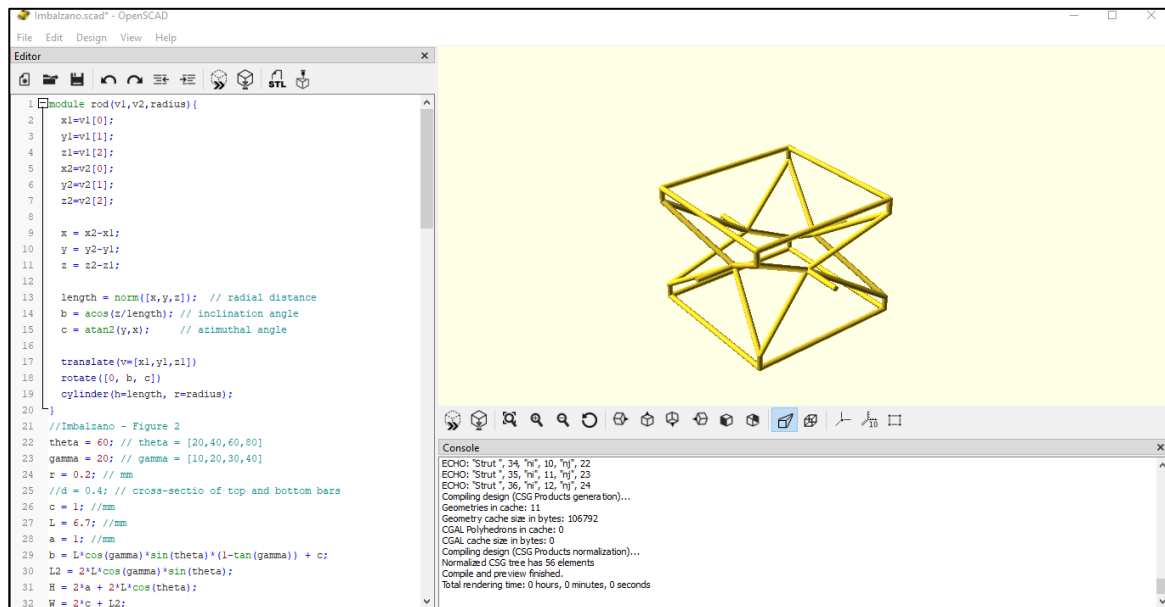 Imbalzano.scad* - OpenSCAD
File Edit Design View Help
Editor
STL
1 module rod(v1,v2,radius){
2 x1=v1[0];
3 y1=v1[1];
4 z1=v1[2];
5 x2=v2[0];
6 y2=v2[1];
7 z2=v2[2];
8
9 x = x2-x1;
10 y = y2-y1;
11 z = z2-z1;
12
13 length = norm([x,y,z]); // radial distance
14 b = acos(z/length); // inclination angle
15 c = atan2(y,x); // azimuthal angle
16
17 translate(v=[x1,y1,z1])
18 rotate([0, b, c])
19 cylinder(h=length, r=radius);
20 }
21 //Imbalzano - Figure 2
22 theta = 60; // theta = [20,40,60,80]
23 gamma = 20; // gamma = [10,20,30,40]
24 r = 0.2; // mm
25 //d = 0.4; // cross-sectio of top and bottom bars
26 c = 1; //mm
27 L = 6.7; //mm
28 a = 1; //mm
29 b = L*cos(gamma)*sin(theta)*(1-tan(gamma)) + c;
30 L2 = 2*L*cos(gamma)*sin(theta);
31 H = 2*a + 2*L*cos(theta);
32 W = 2*c + L2;
10
Console
ECHO: "Strut ", 34, "ni", 10, "nj", 22
ECHO: "Strut ", 35, "ni", 11, "nj", 23
ECHO: "Strut ", 36, "ni", 12, "nj", 24
Compiling design (CSG Products generation)...
Geometries in cache: 11
Geometry cache size in bytes: 106792
CGAL Polyhedrons in cache: 0
CGAL cache size in bytes: 0
Compiling design (CSG Products normalization)...
Normalized CSG tree has 56 elements
Compile and preview finished.
Total rendering time: 0 hours, 0 minutes, 0 seconds